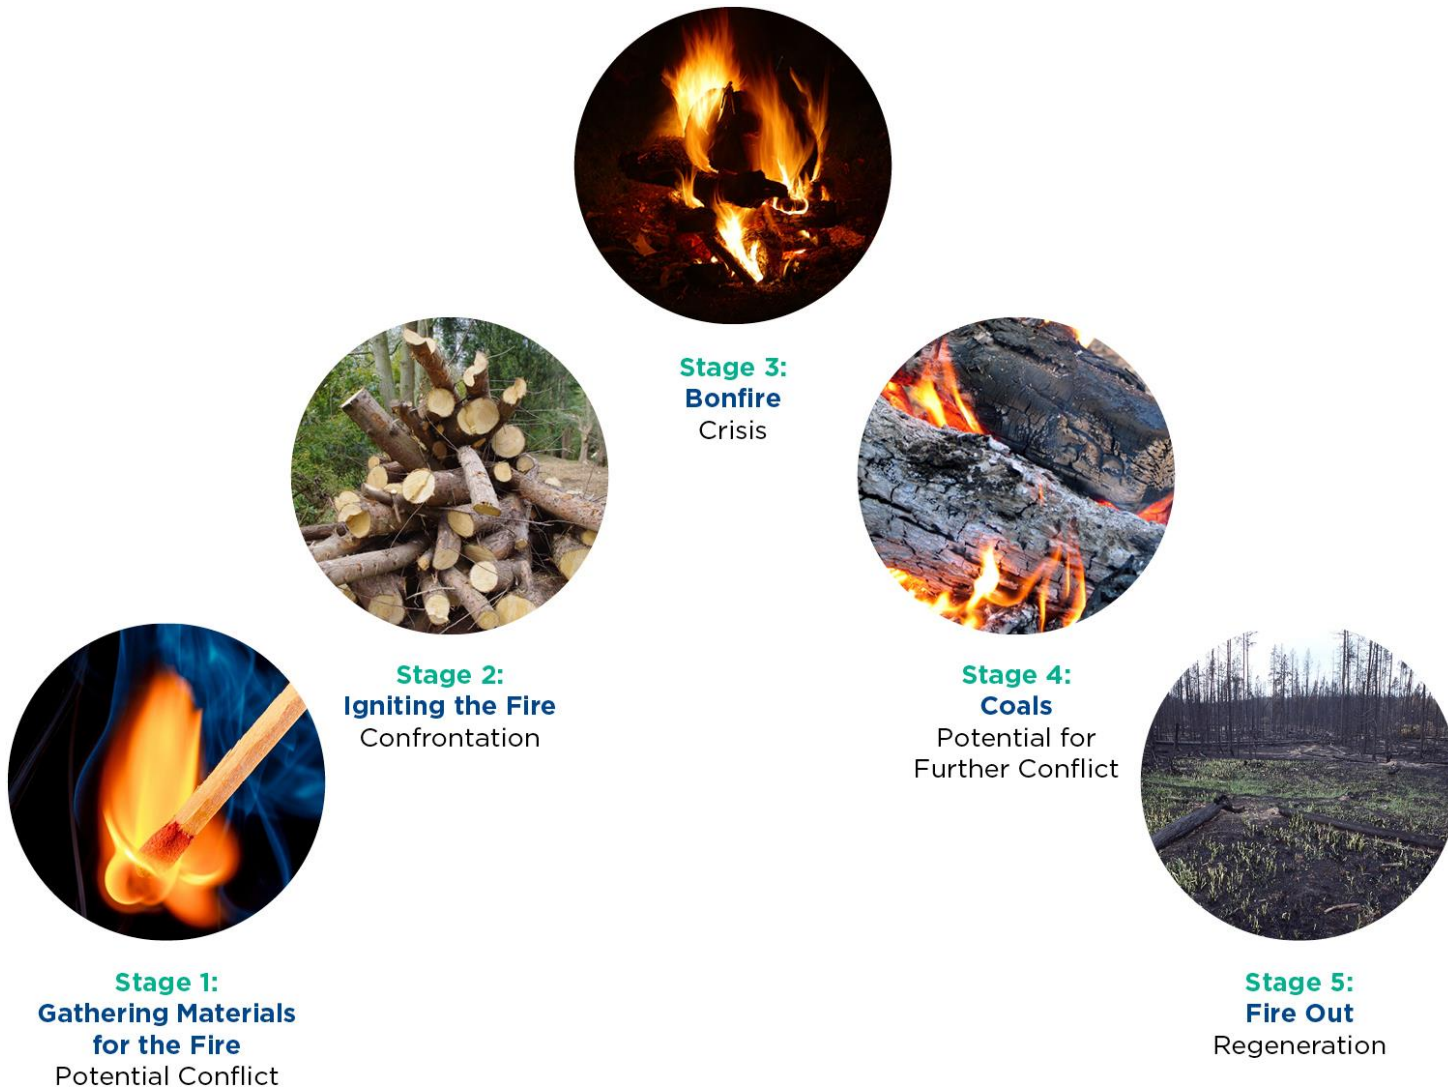 Stage 1:
Gathering Materials
for the Fire
Potential Conflict
Stage 2:
Igniting the Fire
Confrontation
Stage 3:
Bonfire
Crisis
Stage 4:
Coals
Potential for
Further Conflict
Stage 5:
Fire Out
Regeneration